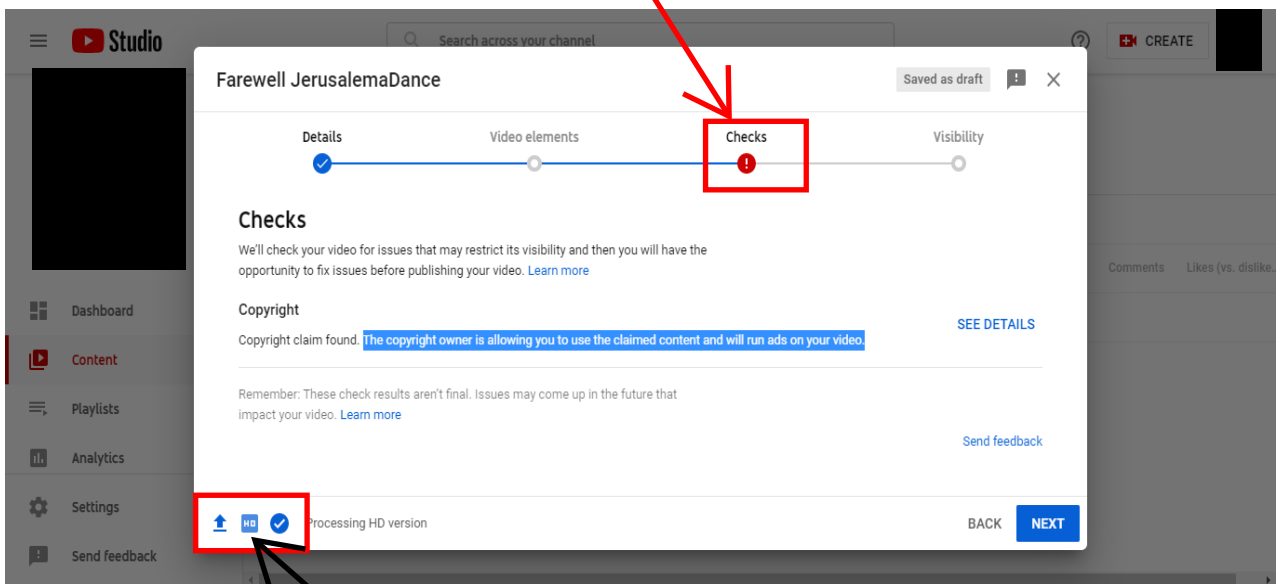 Studio
Search across your channel
CREATE
Farewell JerusalemaDance
Saved as draft
Details
Video elements
Checks
Visibility
Checks
We'll check your video for issues that may restrict its visibility and then you will have the
opportunity to fix issues before publishing your video. Learn more
Comments
Likes (vs. dislike..
Copyright
SEE DETAILS
Copyright claim found. The copyright owner is allowing you to use the claimed content and will run ads on your video.
Remember: These check results aren't final. Issues may come up in the future that
impact your video. Learn more
Send feedback
Dashboard
Content
Playlists
Analytics
Settings
Send feedback
HD
Processing HD version
BACK
NEXT